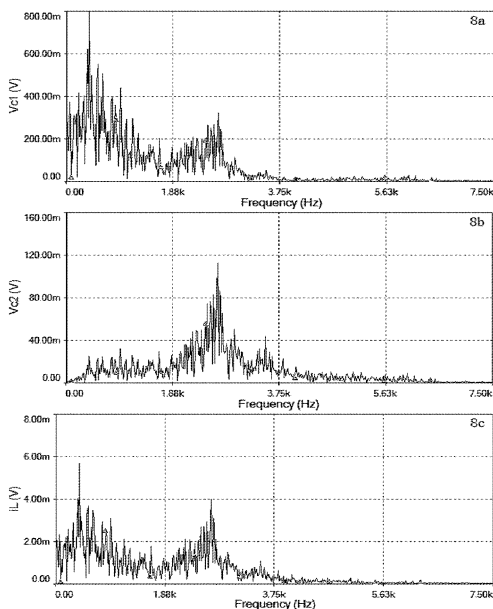 8a
800.00m
600.00m
Vc1 (V)
400.00m
200.00m
0.00
0.00 1.88k 3.75k 5.63k 7.50k
Frequency (Hz)
8b
160.00m
120.00m
Vc2 (V)
80.00m
40.00m
0.00
0.00 1.88k 3.75k 5.63k 7.50k
Frequency (Hz)
8c
8.00m
6.00m
iL (V)
4.00m
2.00m
0.00
0.00 1.88k 3.75k 5.63k 7.50k
Frequency (Hz)